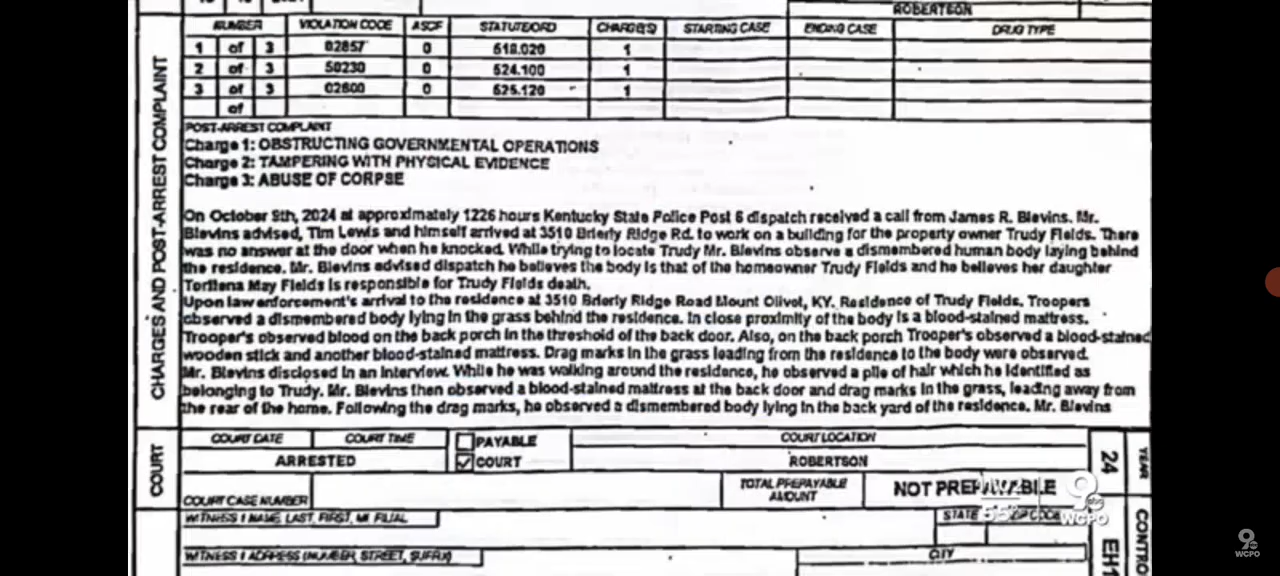 ROBERTSON
NUMBER VIOLATION CODE ASCF STATUTE/ORD CHARGE(S) STARTING CASE ENDING CASE DRUG TYPE
1 of 3 02857 0 519.020 1
2 of 3 50230 0 524.100 1
3 of 3 02600 0 525.120 1
of
CHARGES AND POST-ARREST COMPLAINT
POST-ARREST COMPLAINT
Charge 1: OBSTRUCTING GOVERNMENTAL OPERATIONS
Charge 2: TAMPERING WITH PHYSICAL EVIDENCE
Charge 3: ABUSE OF CORPSE
On October 9th, 2024 at approximately 1226 hours Kentucky State Police Post 6 dispatch received a call from James R. Blevins. Mr.
Blevins advised, Tim Lewis and himself arrived at 3510 Brierly Ridge Rd. to work on a building for the property owner Trudy Fields. There
was no answer at the door when he knocked. While trying to locate Trudy Mr. Blevins observe a dismembered human body laying behind
the residence. Mr. Blevins advised dispatch he believes the body is that of the homeowner Trudy Fields and he believes her daughter
Torilena May Fields is responsible for Trudy Fields death.
Upon law enforcement's arrival to the residence at 3510 Brierly Ridge Road Mount Olivet, KY. Residence of Trudy Fields. Troopers
observed a dismembered body lying in the grass behind the residence. In close proximity of the body is a blood-stained mattress.
Trooper's observed blood on the back porch in the threshold of the back door. Also, on the back porch Trooper's observed a blood-stained
wooden stick and another blood-stained mattress. Drag marks in the grass leading from the residence to the body were observed.
Mr. Blevins disclosed in an interview. While he was walking around the residence, he observed a pile of hair which he identified as
belonging to Trudy. Mr. Blevins then observed a blood-stained mattress at the back door and drag marks in the grass, leading away from
the rear of the home. Following the drag marks, he observed a dismembered body lying in the back yard of the residence. Mr. Blevins
COURT
COURT DATE COURT TIME PAYABLE COURT LOCATION
ARRESTED COURT ROBERTSON
COURT CASE NUMBER TOTAL PREPAYABLE AMOUNT NOT PREPAYABLE
WITNESS 1 NAME, LAST, FIRST, MI FILIAL STATE ZIP CODE
WITNESS 1 ADDRESS (NUMBER, STREET, SUFFIX) CITY
24 YEAR
EH1 CONTRO
55°
9 abc
WCPO
9
WCPO